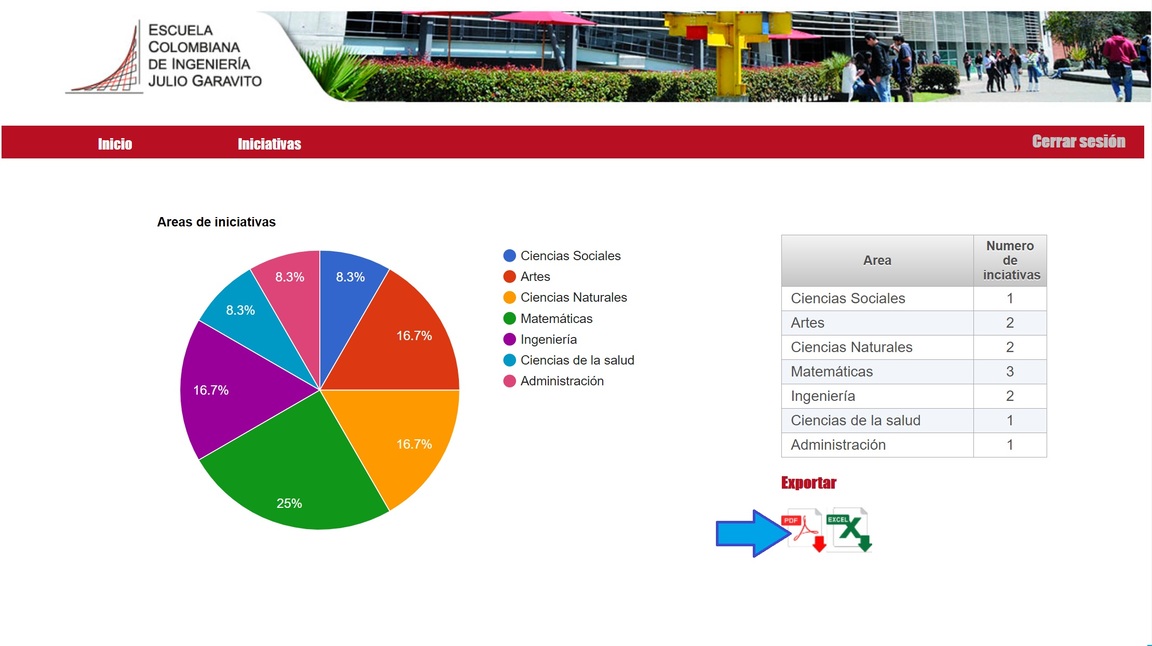 ESCUELA
COLOMBIANA
DE INGENIERÍA
JULIO GARAVITO
Inicio
Iniciativas
Cerrar sesión
Areas de iniciativas
8.3%
8.3%
8.3%
16.7%
16.7%
16.7%
25%
Ciencias Sociales
Artes
Ciencias Naturales
Matemáticas
Ingeniería
Ciencias de la salud
Administración
Area
Numero
de
inciativas
Ciencias Sociales 1
Artes 2
Ciencias Naturales 2
Matemáticas 3
Ingeniería 2
Ciencias de la salud 1
Administración 1
Exportar
PDF
EXCEL